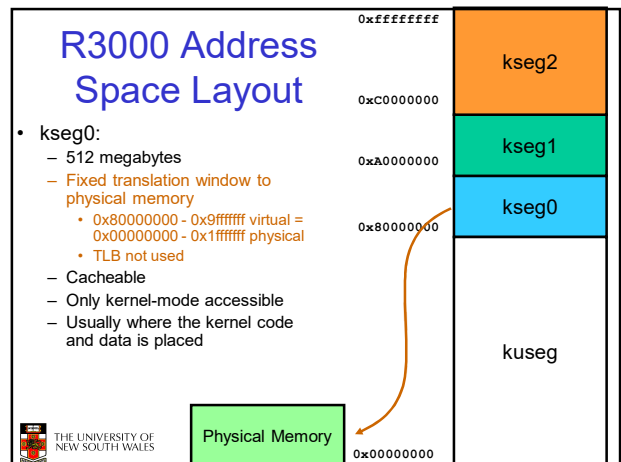 R3000 Address
Space Layout
• kseg0:
– 512 megabytes
– Fixed translation window to
physical memory
• 0x80000000 - 0x9fffffff virtual =
0x00000000 - 0x1fffffff physical
• TLB not used
– Cacheable
– Only kernel-mode accessible
– Usually where the kernel code
and data is placed
THE UNIVERSITY OF
NEW SOUTH WALES
Physical Memory
0xffffffff
0xC0000000
0xA0000000
0x80000000
0x00000000
kseg2
kseg1
kseg0
kuseg